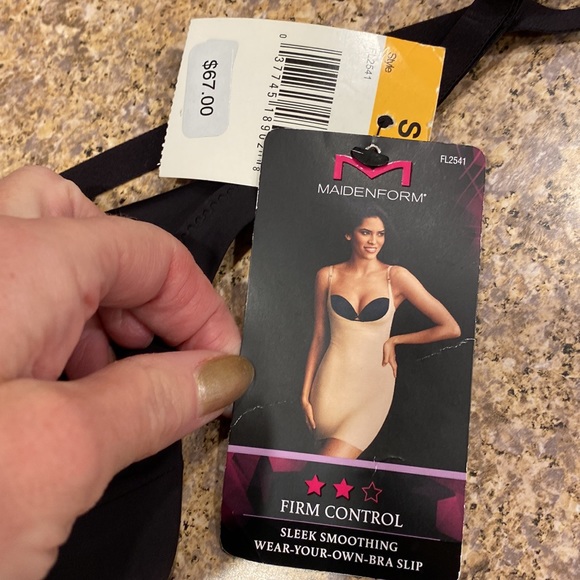 $67.00
Style
FL2541
S
MAIDENFORM®
FL2541
FIRM CONTROL
SLEEK SMOOTHING
WEAR-YOUR-OWN-BRA SLIP